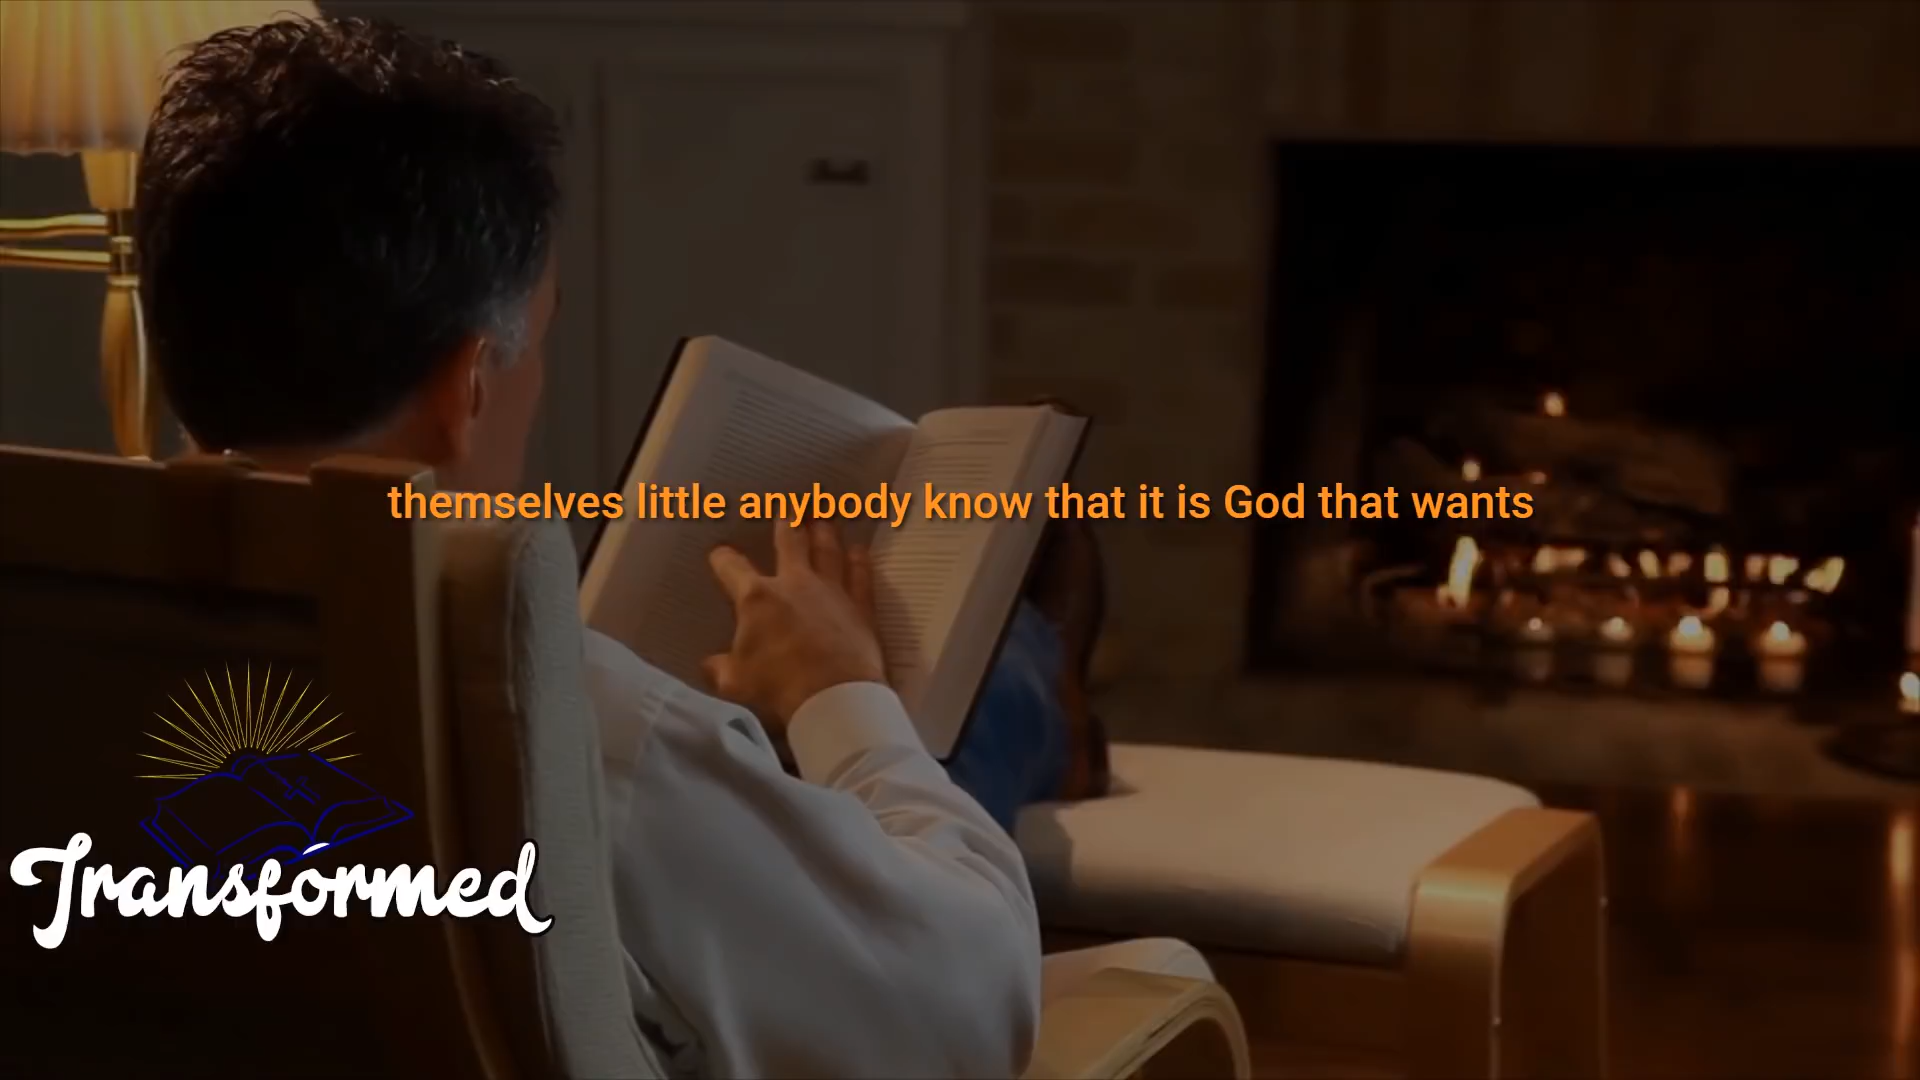 themselves little anybody know that it is God that wants
Transformed